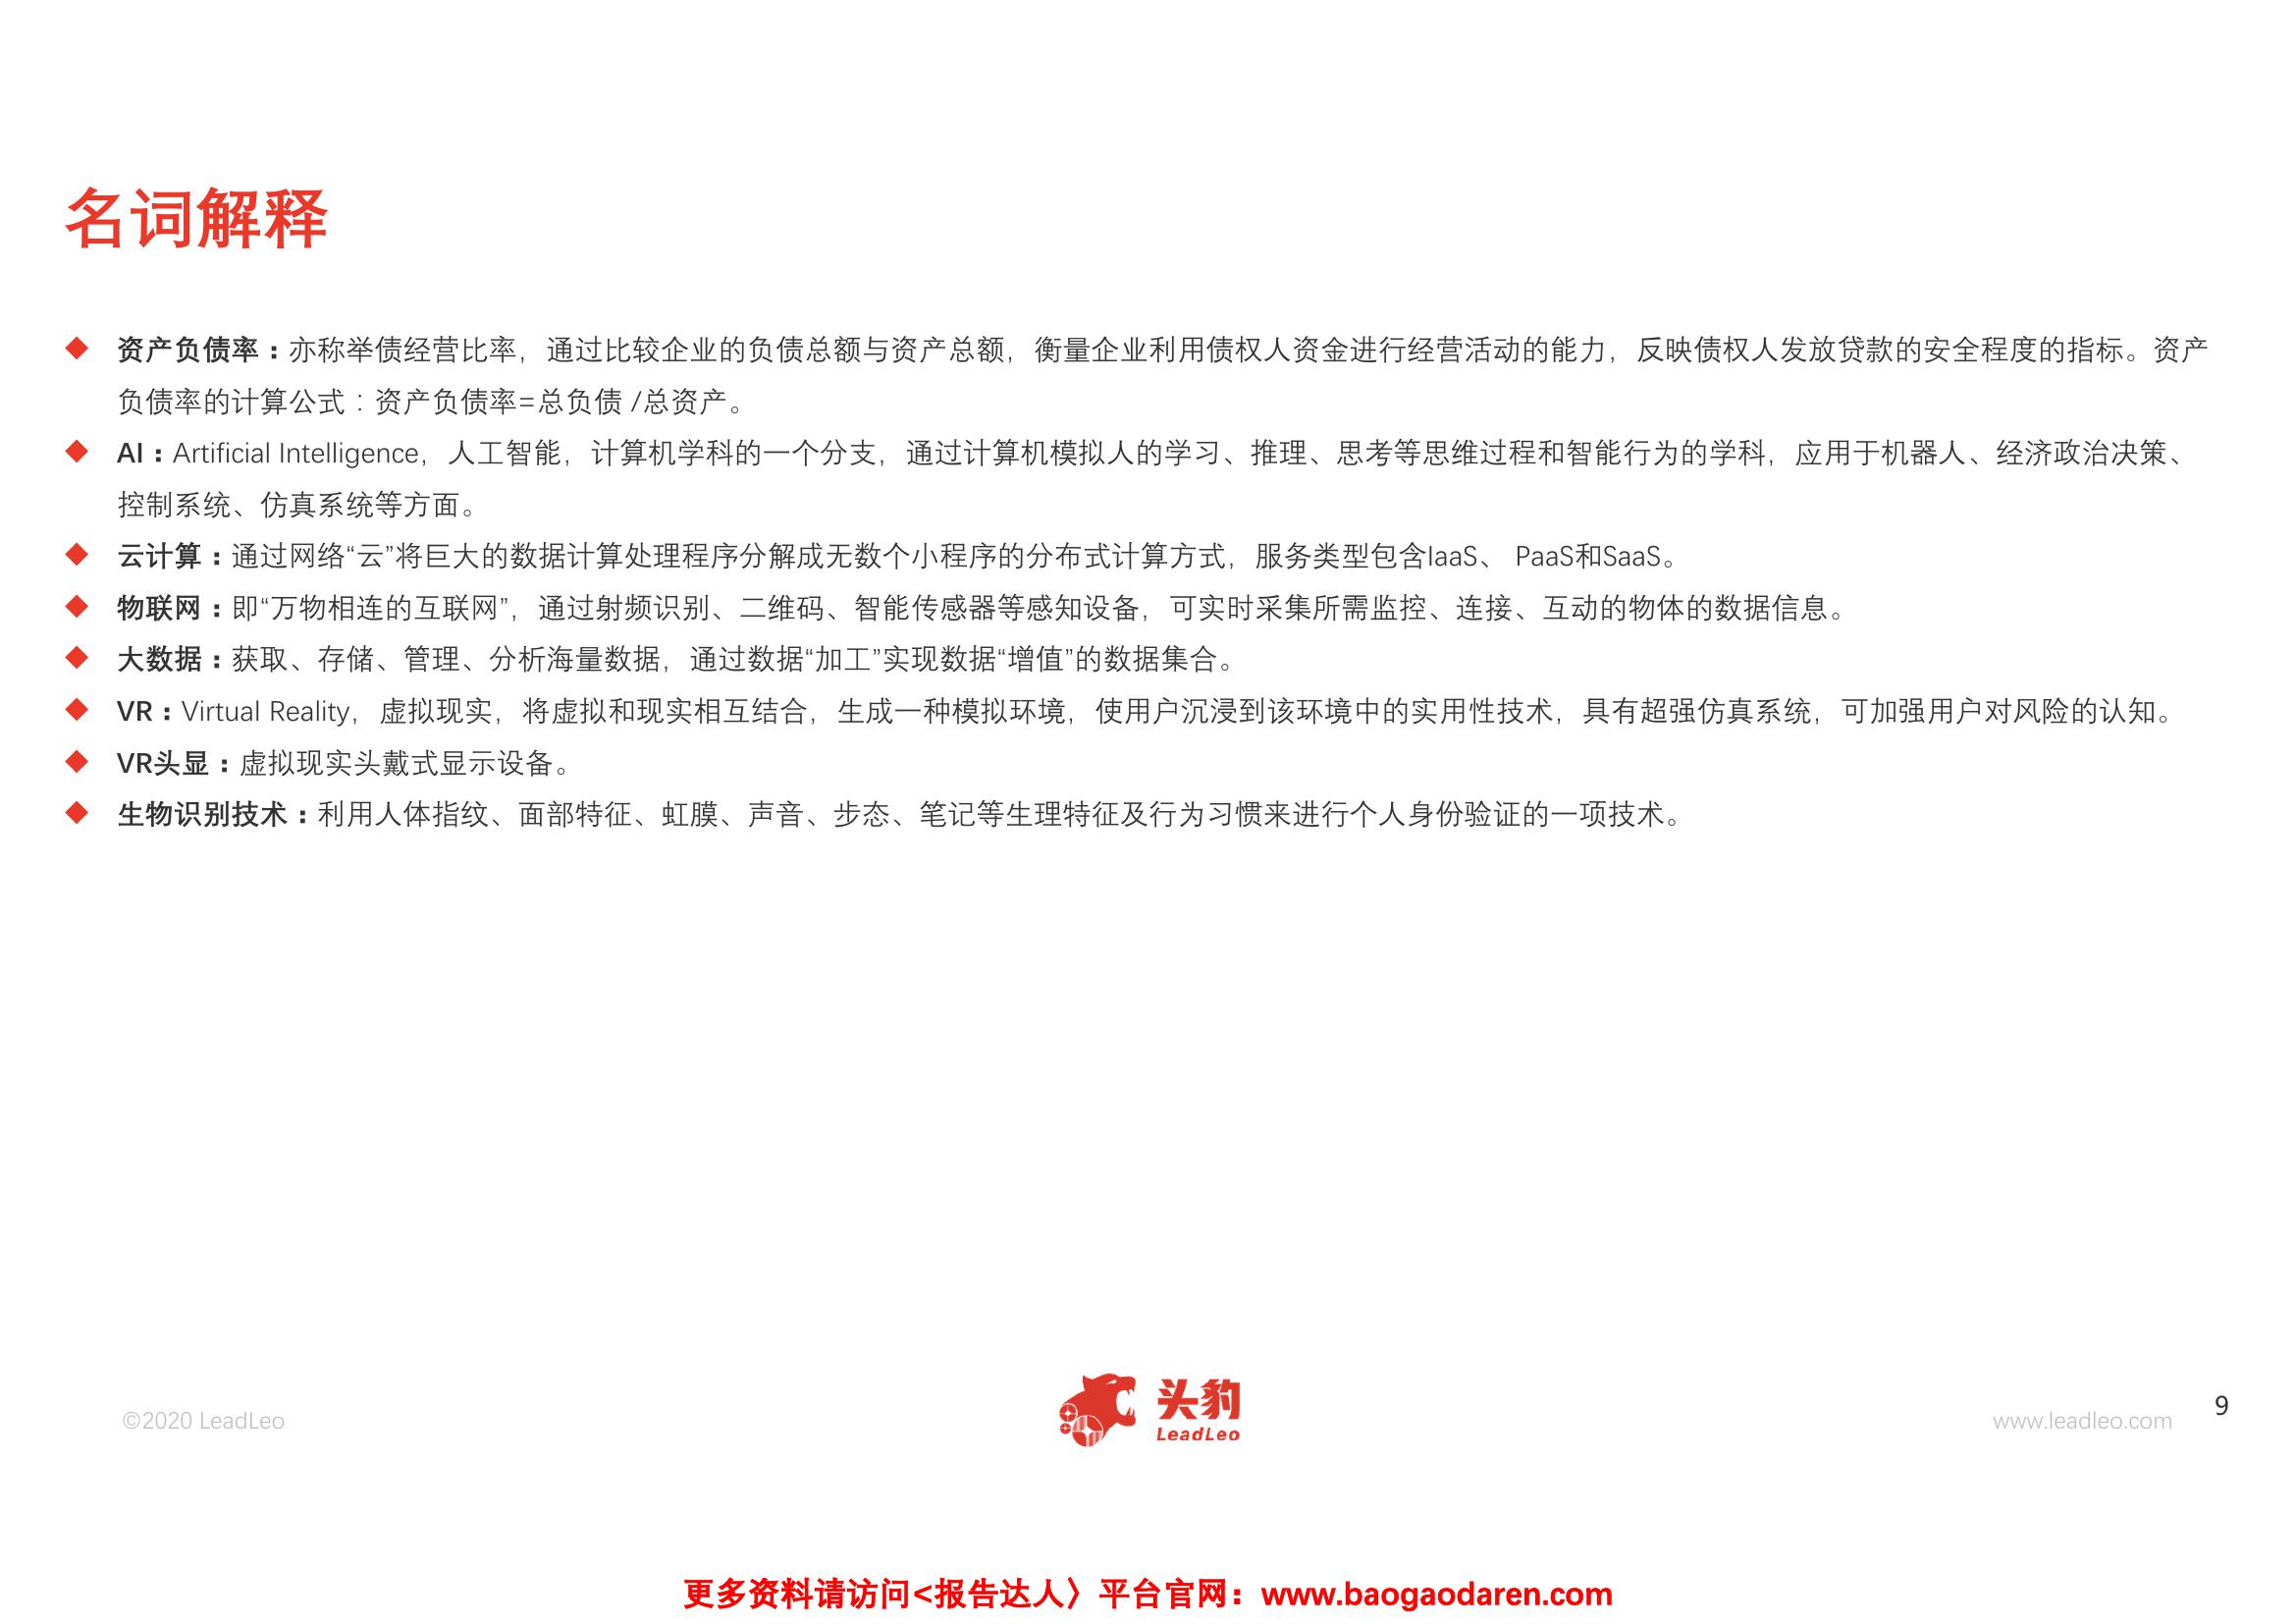 名词解释
◆ 资产负债率：亦称举债经营比率，通过比较企业的负债总额与资产总额，衡量企业利用债权人资金进行经营活动的能力，反映债权人发放贷款的安全程度的指标。资产
负债率的计算公式：资产负债率=总负债 /总资产。
◆ AI：Artificial Intelligence，人工智能，计算机学科的一个分支，通过计算机模拟人的学习、推理、思考等思维过程和智能行为的学科，应用于机器人、经济政治决策、
控制系统、仿真系统等方面。
◆ 云计算：通过网络“云”将巨大的数据计算处理程序分解成无数个小程序的分布式计算方式，服务类型包含IaaS、 PaaS和SaaS。
◆ 物联网：即“万物相连的互联网”，通过射频识别、二维码、智能传感器等感知设备，可实时采集所需监控、连接、互动的物体的数据信息。
◆ 大数据：获取、存储、管理、分析海量数据，通过数据“加工”实现数据“增值”的数据集合。
◆ VR：Virtual Reality，虚拟现实，将虚拟和现实相互结合，生成一种模拟环境，使用户沉浸到该环境中的实用性技术，具有超强仿真系统，可加强用户对风险的认知。
◆ VR头显：虚拟现实头戴式显示设备。
◆ 生物识别技术：利用人体指纹、面部特征、虹膜、声音、步态、笔记等生理特征及行为习惯来进行个人身份验证的一项技术。
©2020 LeadLeo
头豹
LeadLeo
www.leadleo.com
9
更多资料请访问<报告达人〉平台官网：www.baogaodaren.com